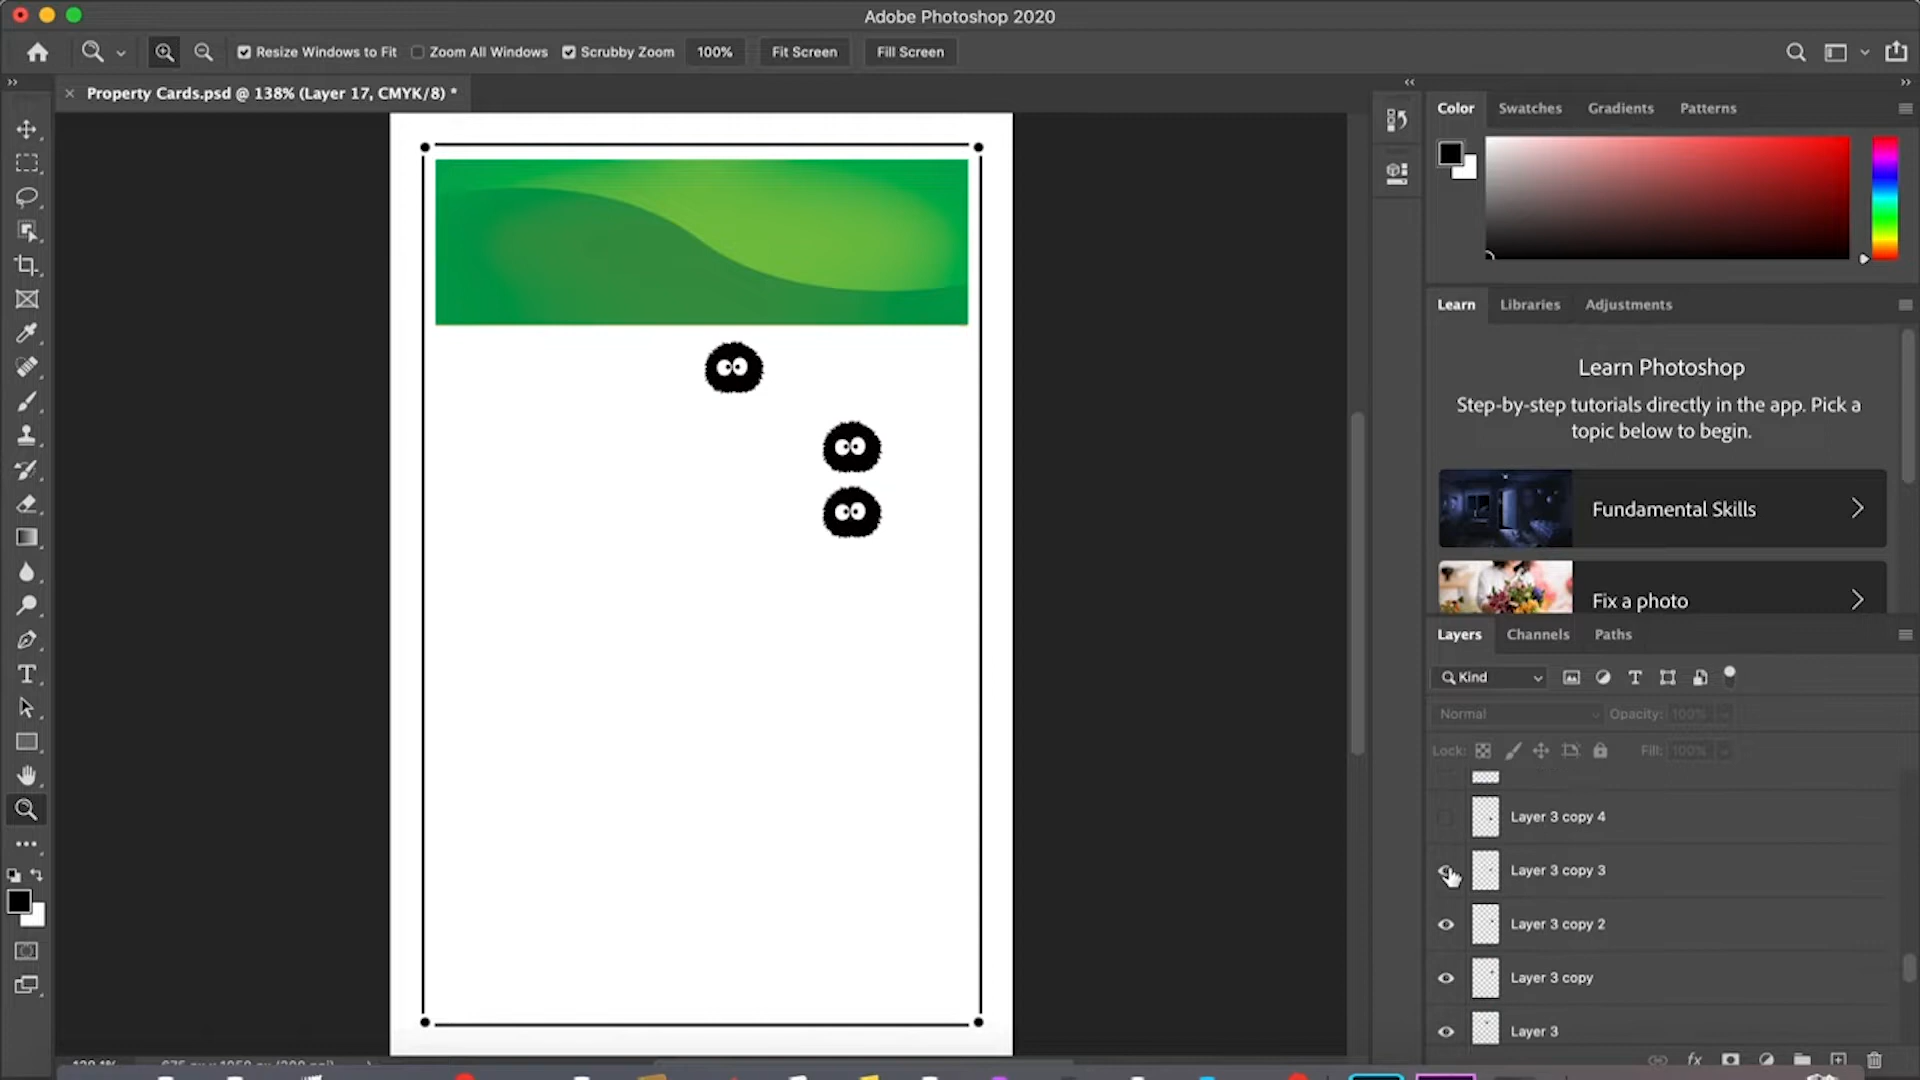 Adobe Photoshop 2020
Resize Windows to Fit Zoom All Windows Scrubby Zoom 100% Fit Screen Fill Screen
Property Cards.psd @ 138% (Layer 17, CMYK/8) *
Color Swatches Gradients Patterns
Learn Libraries Adjustments
Learn Photoshop
Step-by-step tutorials directly in the app. Pick a
topic below to begin.
Fundamental Skills
Fix a photo
Layers Channels Paths
Kind
Normal Opacity: 100%
Lock: Fill: 100%
Layer 3 copy 4
Layer 3 copy 3
Layer 3 copy 2
Layer 3 copy
Layer 3